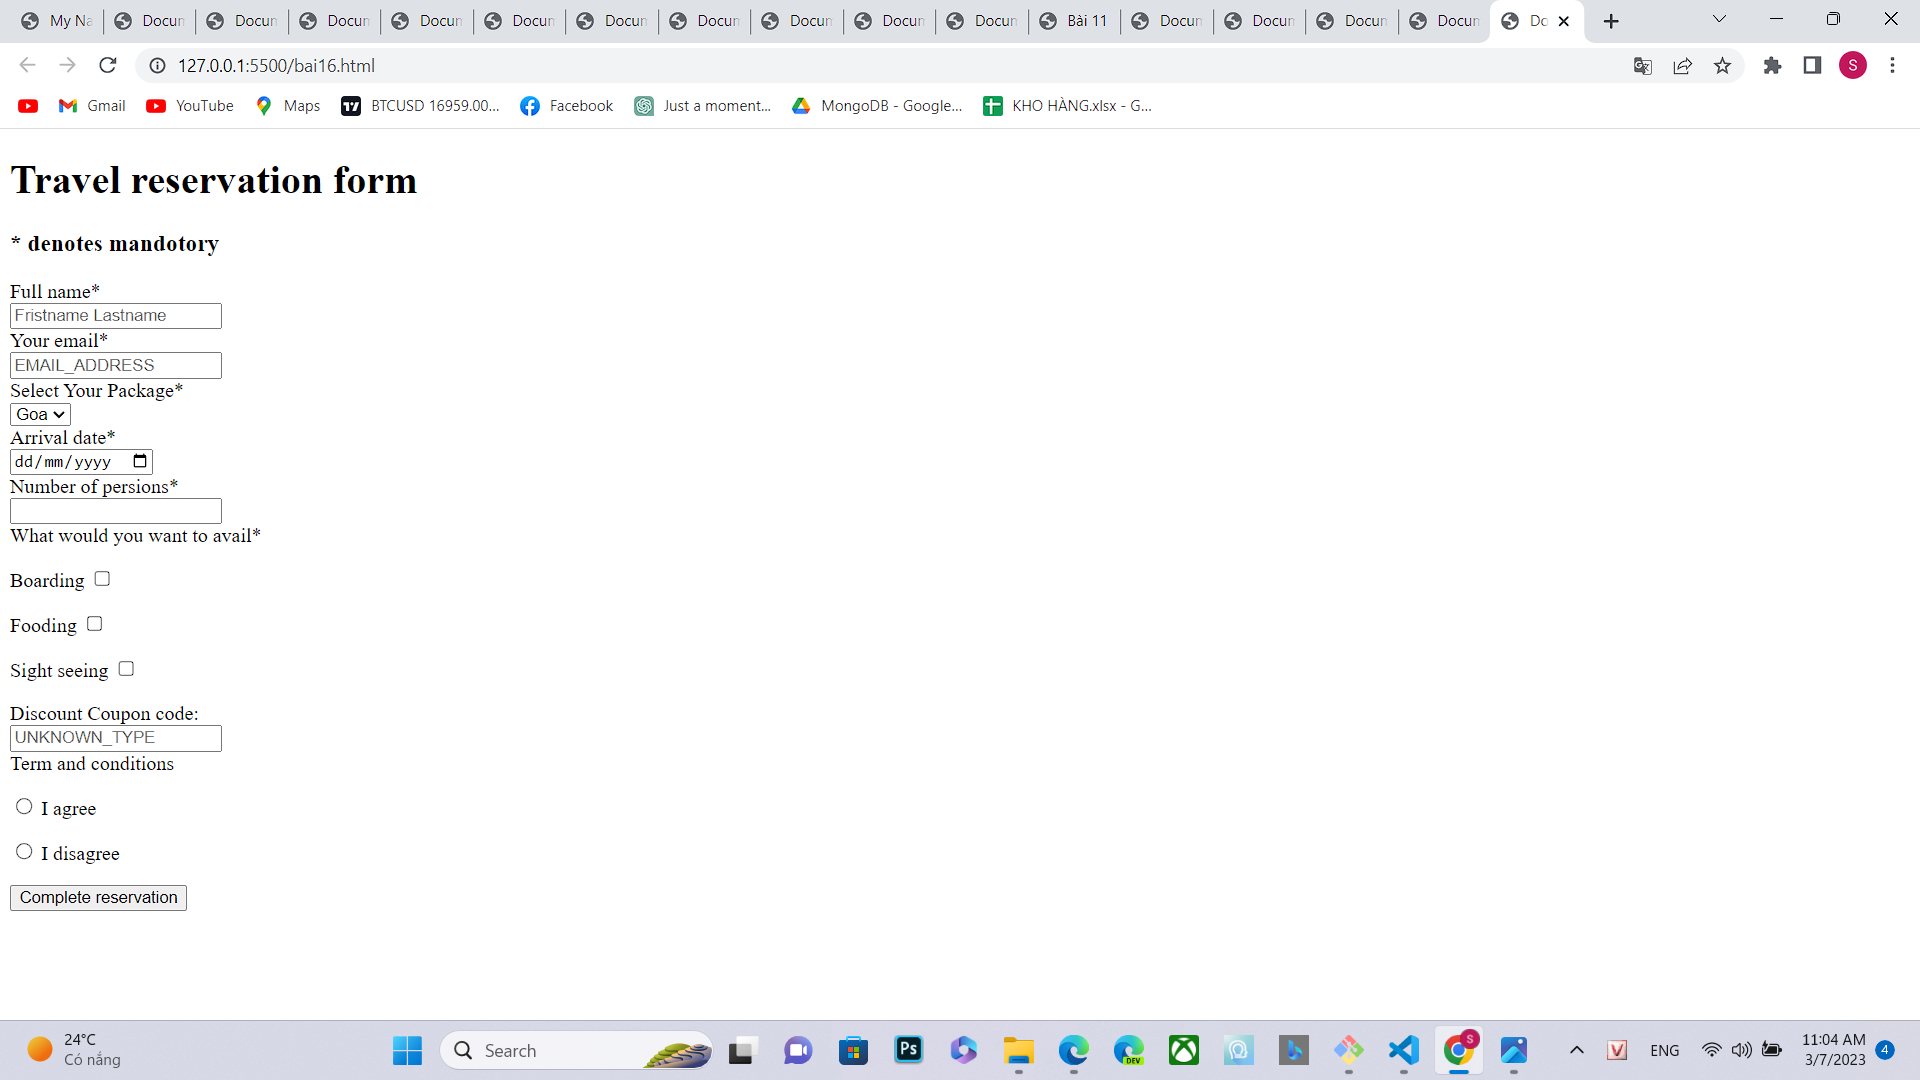 My Na
Docun
Docun
Docun
Docun
Docun
Docun
Docun
Docun
Docun
Docun
Bài 11
Docun
Docun
Docun
Docun
Do
127.0.0.1:5500/bai16.html
S
Gmail
YouTube
Maps
BTCUSD 16959.00...
Facebook
Just a moment...
MongoDB - Google...
KHO HÀNG.xlsx - G...
Travel reservation form
* denotes mandotory
Full name*
Fristname Lastname
Your email*
EMAIL_ADDRESS
Select Your Package*
Goa
Arrival date*
dd/mm/yyyy
Number of persions*
What would you want to avail*
Boarding
Fooding
Sight seeing
Discount Coupon code:
UNKNOWN_TYPE
Term and conditions
I agree
I disagree
Complete reservation
24°C
Có nắng
Search
Ps
DEV
S
V
ENG
11:04 AM
3/7/2023
4